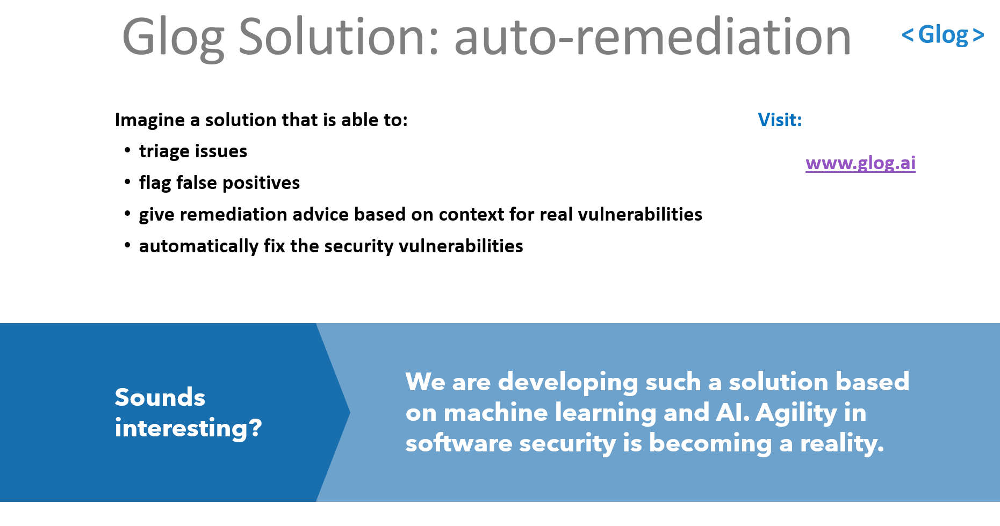 Glog Solution: auto-remediation
<Glog>
Imagine a solution that is able to:
• triage issues
• flag false positives
• give remediation advice based on context for real vulnerabilities
• automatically fix the security vulnerabilities
Visit:
www.glog.ai
Sounds
interesting?
We are developing such a solution based
on machine learning and AI. Agility in
software security is becoming a reality.